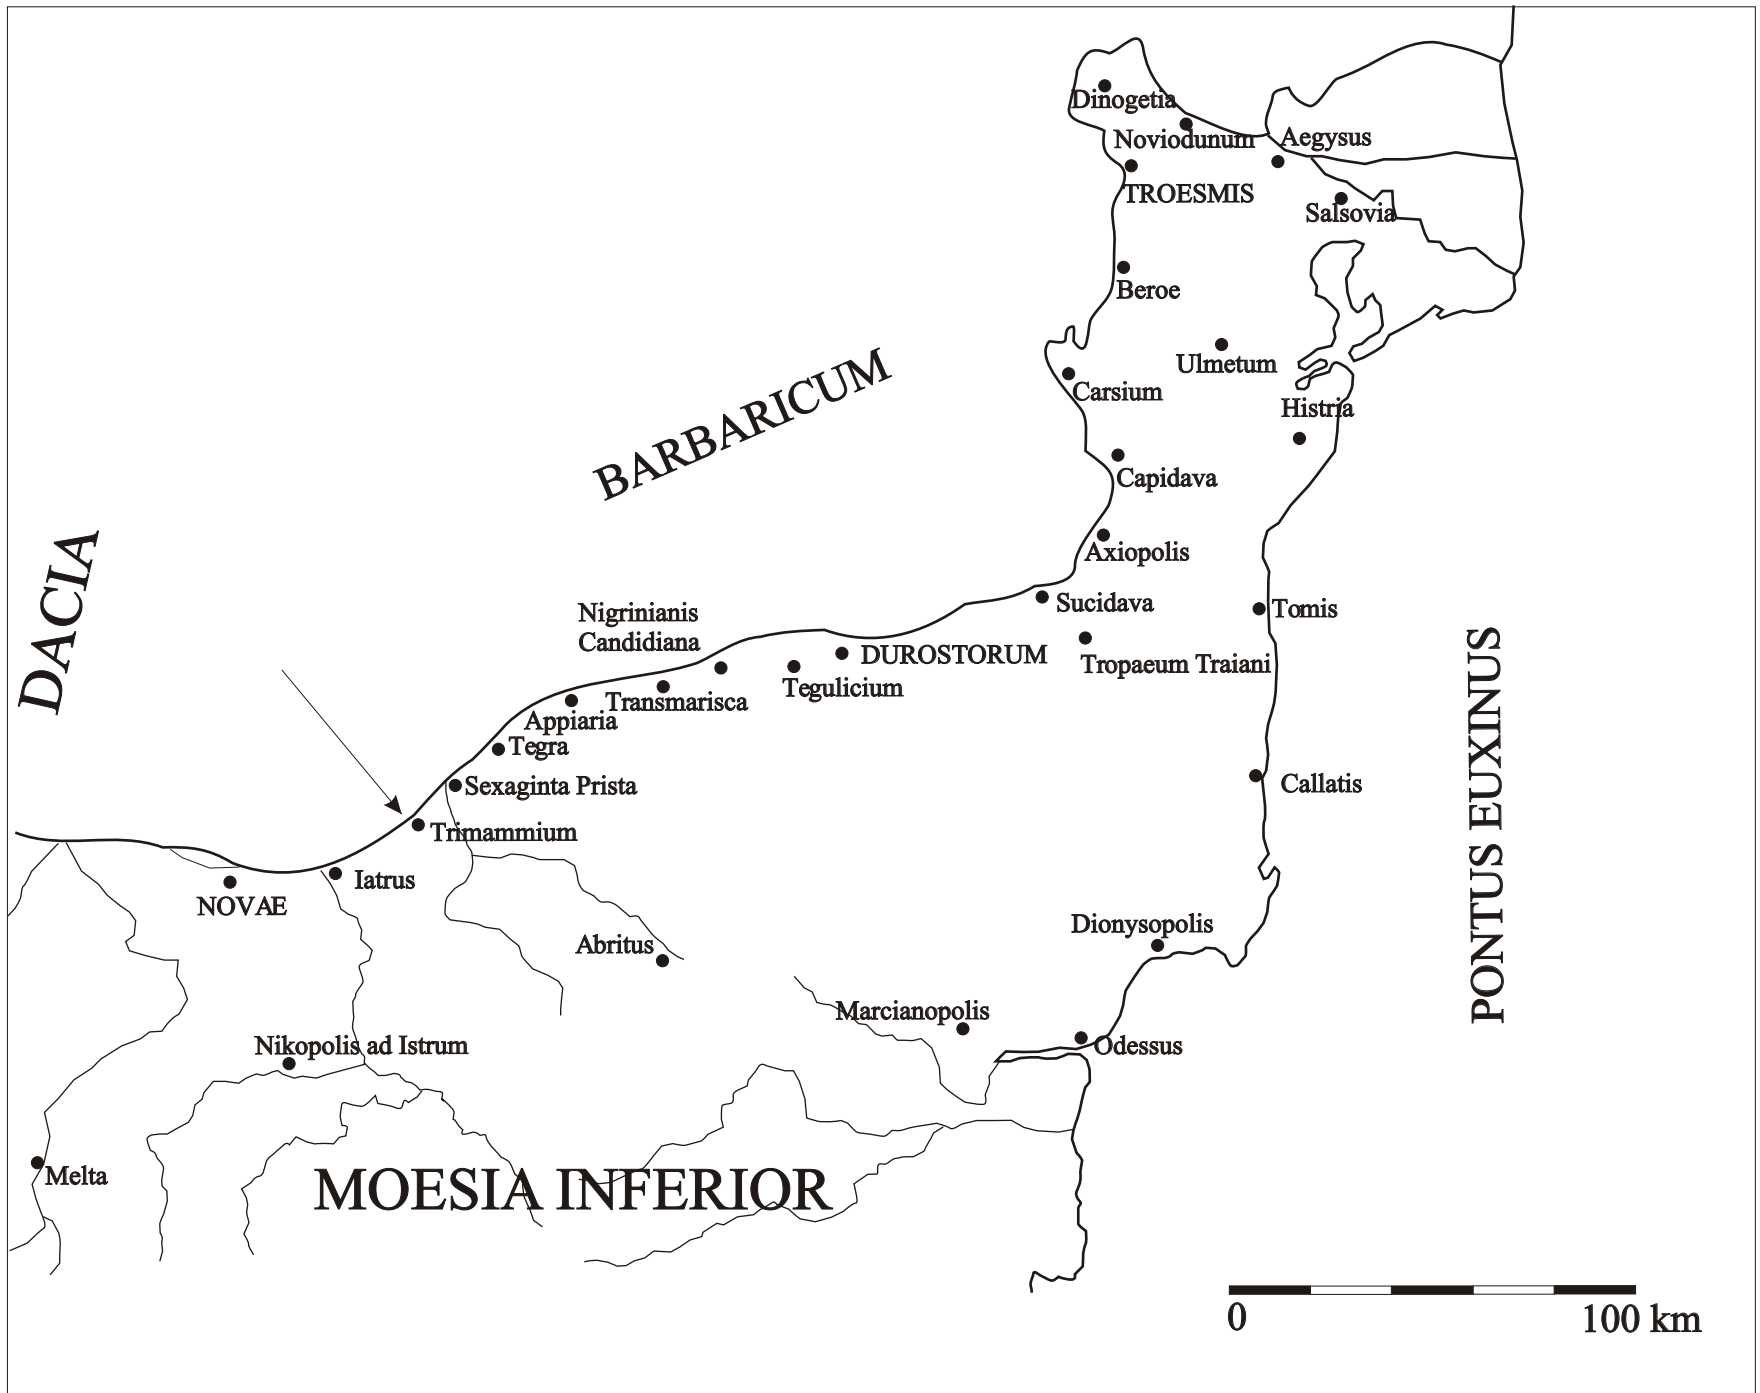 Dinogetia
Noviodunum
Aegysus
TROESMIS
Salsovia
Beroe
Ulmetum
BARBARICUM
Carsium
Histria
Capidava
DACIA
Axiopolis
Nigrinianis
Candidiana
Sucidava
Tomis
DUROSTORUM
Tropaeum Traiani
Tegulicium
Transmarisca
Appiaria
Tegra
Sexaginta Prista
Callatis
PONTUS EUXINUS
Trimammium
Iatrus
NOVAE
Dionysopolis
Abritus
Marcianopolis
Nikopolis ad Istrum
Odessus
Melta
MOESIA INFERIOR
0
100 km